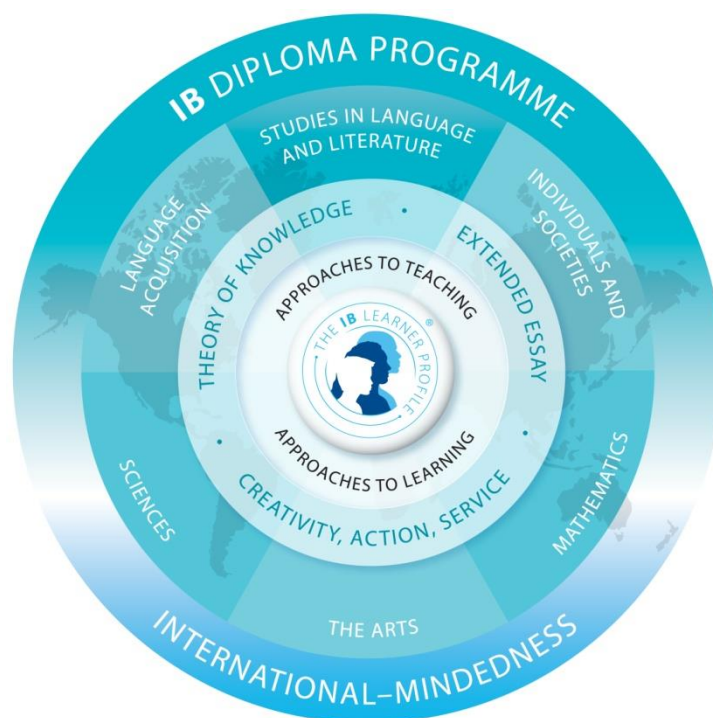 IB DIPLOMA PROGRAMME
STUDIES IN LANGUAGE
AND LITERATURE
LANGUAGE
ACQUISITION
INDIVIDUALS AND
SOCIETIES
THEORY OF KNOWLEDGE
EXTENDED ESSAY
APPROACHES TO TEACHING
THE IB LEARNER PROFILE ®
APPROACHES TO LEARNING
CREATIVITY, ACTION, SERVICE
SCIENCES
MATHEMATICS
THE ARTS
INTERNATIONAL–MINDEDNESS